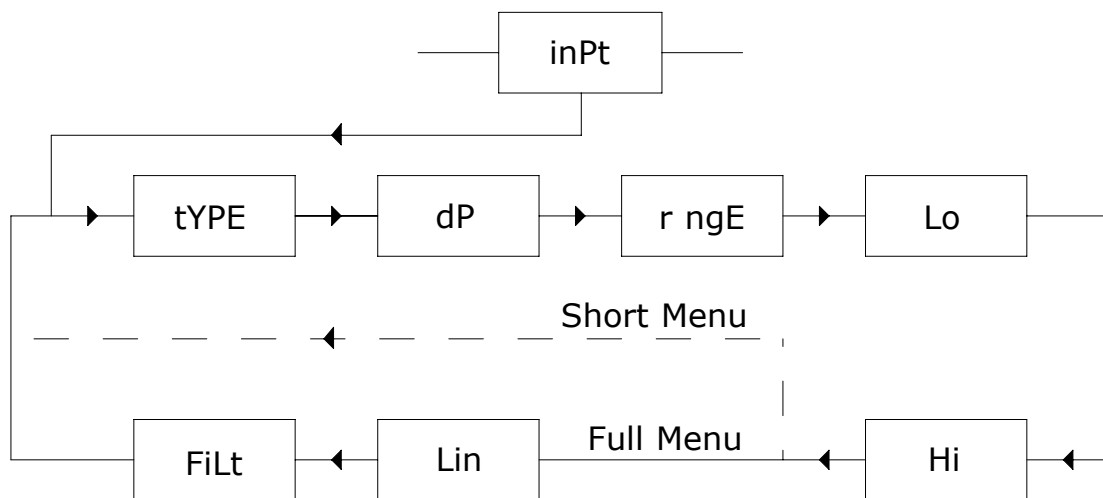 inPt
tYPE
dP
r ngE
Lo
Short Menu
FiLt
Lin
Full Menu
Hi